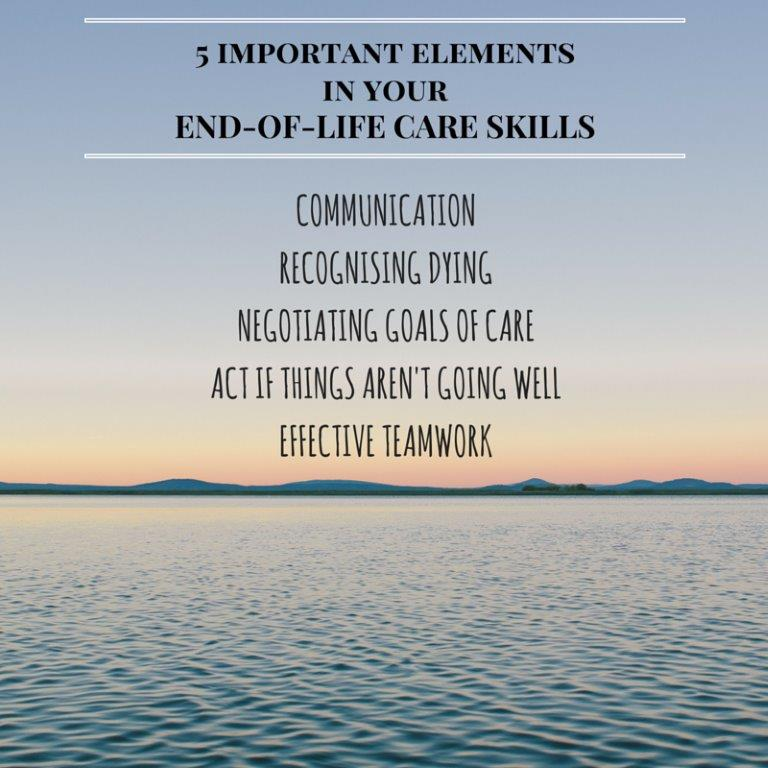 5 IMPORTANT ELEMENTS
IN YOUR
END-OF-LIFE CARE SKILLS
COMMUNICATION
RECOGNISING DYING
NEGOTIATING GOALS OF CARE
ACT IF THINGS AREN'T GOING WELL
EFFECTIVE TEAMWORK